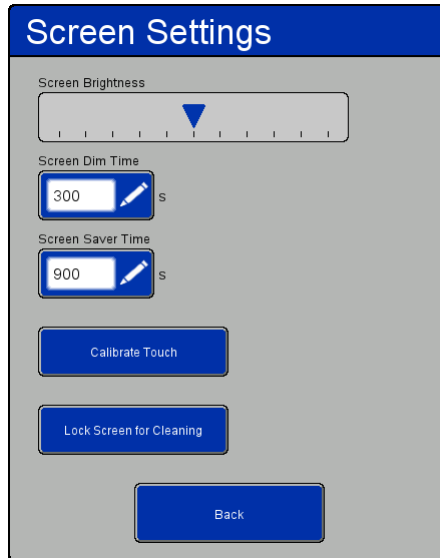 Screen Settings
Screen Brightness
Screen Dim Time
300 s
Screen Saver Time
900 s
Calibrate Touch
Lock Screen for Cleaning
Back